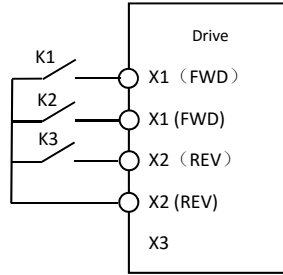 Drive
K1
X1（FWD）
K2
X1 (FWD)
K3
X2（REV）
X2 (REV)
X3